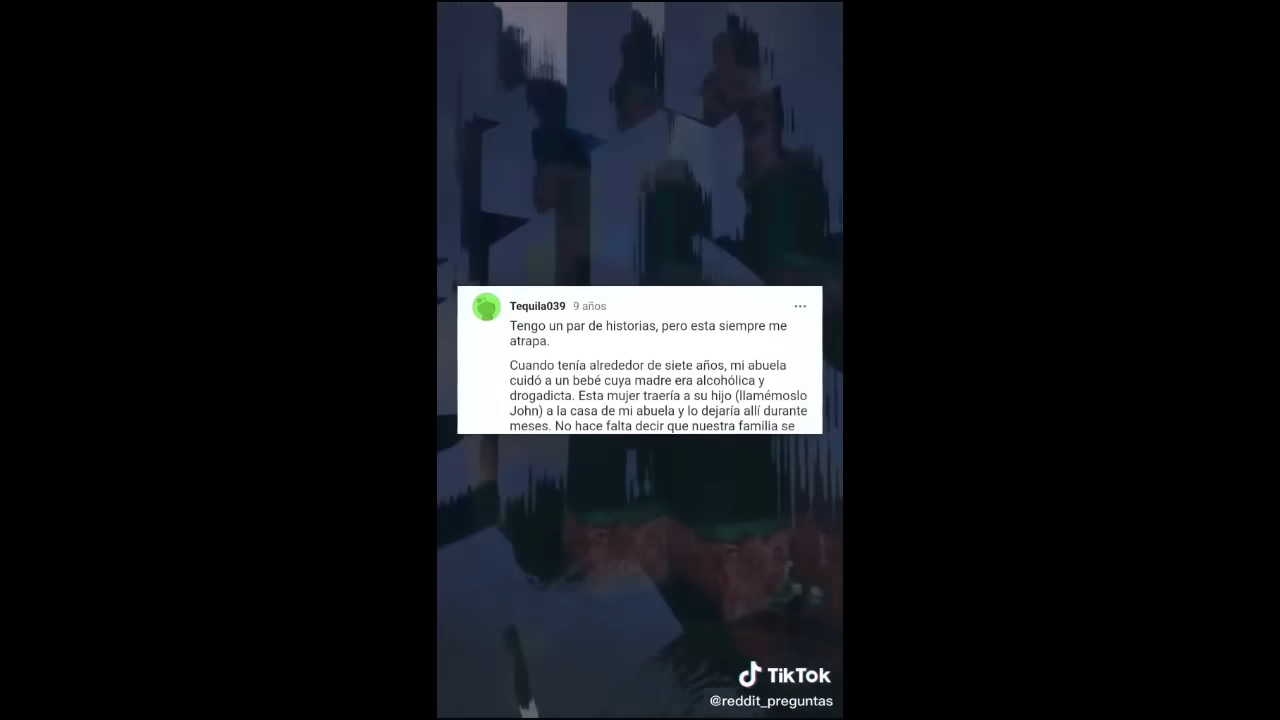 Tequila039 9 años
Tengo un par de historias, pero esta siempre me
atrapa.
Cuando tenía alrededor de siete años, mi abuela
cuidó a un bebé cuya madre era alcohólica y
drogadicta. Esta mujer traería a su hijo (llamémoslo
John) a la casa de mi abuela y lo dejaría allí durante
meses. No hace falta decir que nuestra familia se
TikTok
@reddit_preguntas